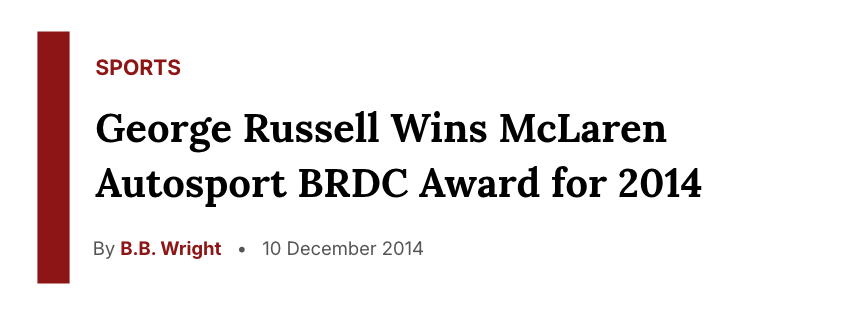 SPORTS
George Russell Wins McLaren
Autosport BRDC Award for 2014
By B.B. Wright • 10 December 2014